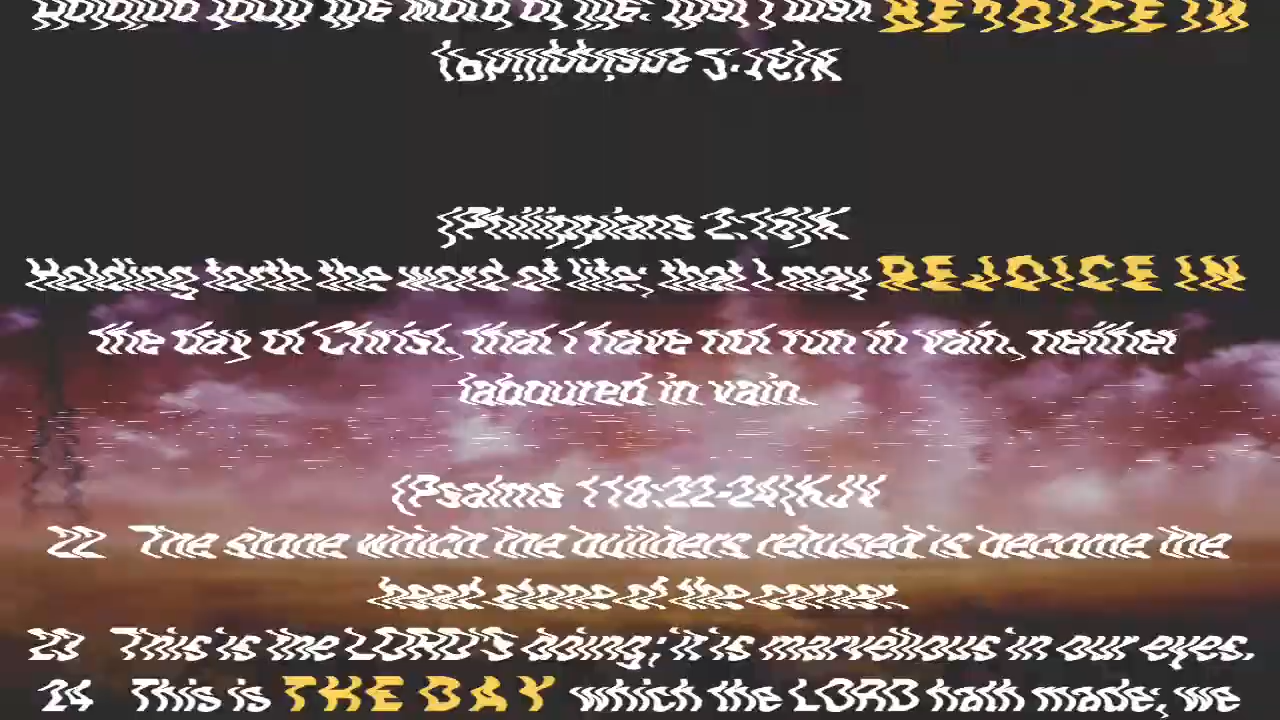 Holding forth the word of life; that I may REJOICE IN
(Philippians 2:16)K
(Philippians 2:16)K
Holding forth the word of life; that I may REJOICE IN
the day of Christ, that I have not run in vain, neither
laboured in vain.
(Psalms 118:22-24)KJV
22 The stone which the builders refused is become the
head stone of the corner.
23 This is the LORD'S doing; it is marvellous in our eyes.
24 This is THE DAY which the LORD hath made; we